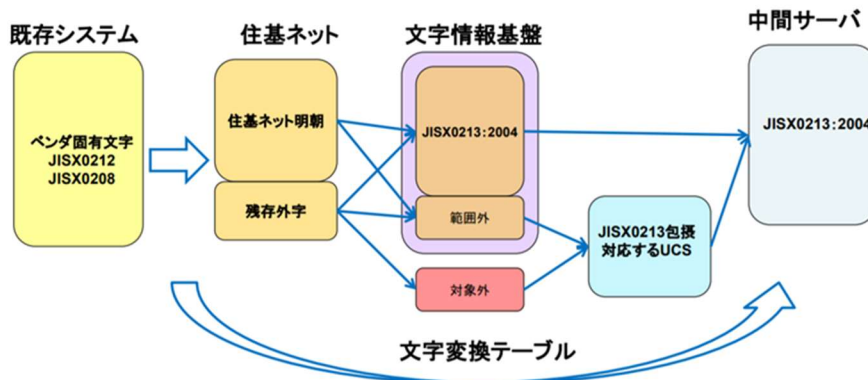 既存システム
住基ネット
文字情報基盤
中間サーバ
ベンダ固有文字
JISX0212
JISX0208
住基ネット明朝
残存外字
JISX0213：2004
範囲外
対象外
JISX0213包摂
対応するUCS
JISX0213：2004
文字変換テーブル